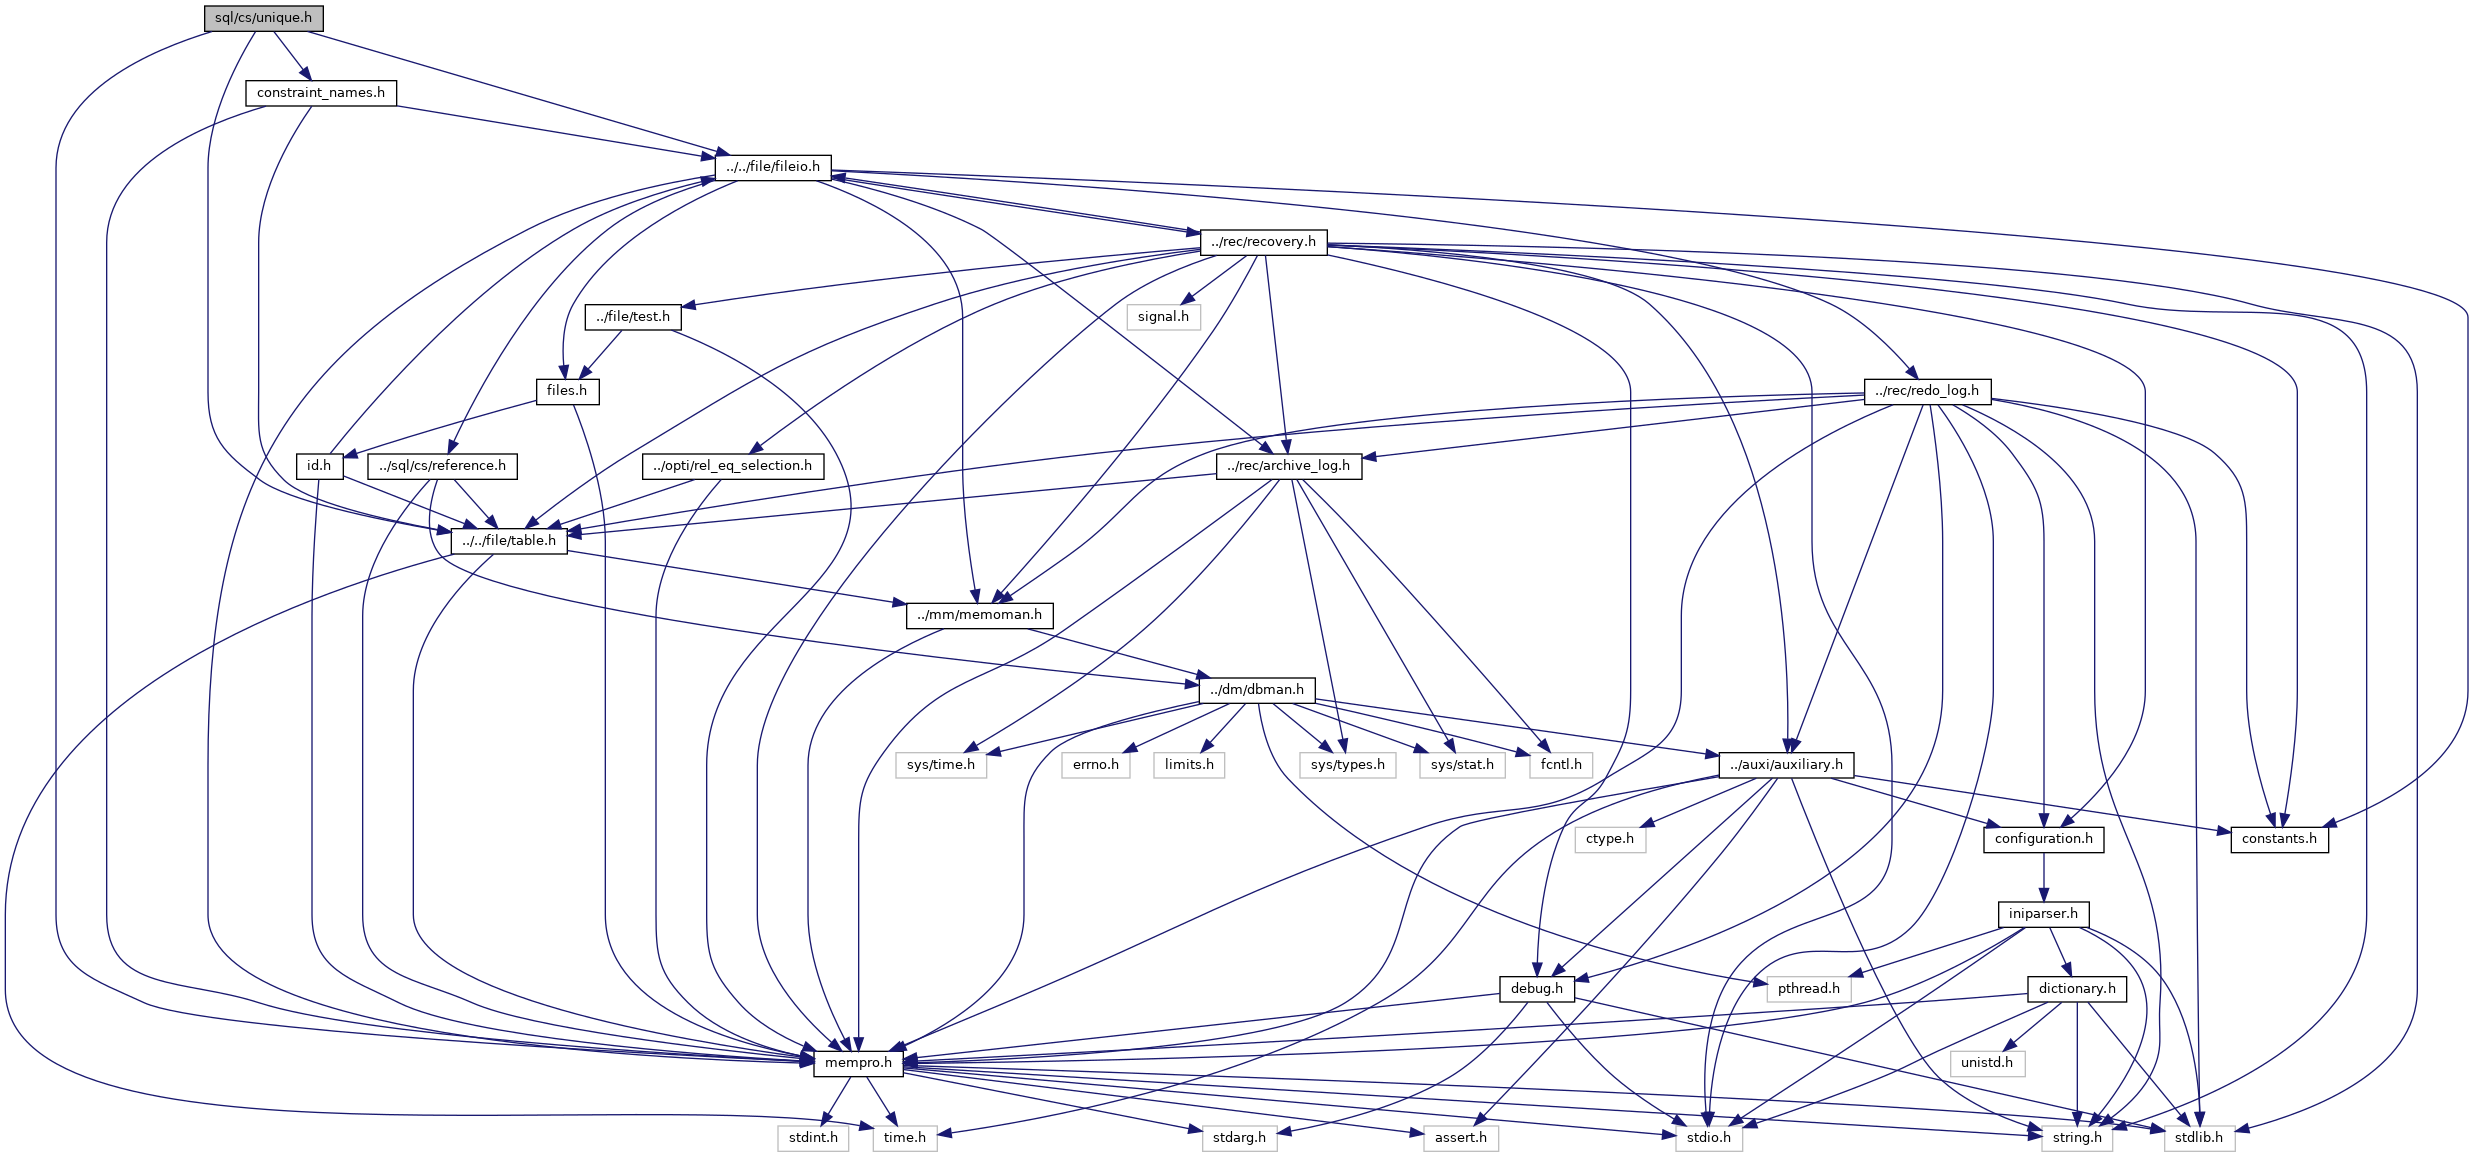 sql/cs/unique.h
constraint_names.h
../../file/fileio.h
../rec/recovery.h
../file/test.h
signal.h
files.h
../rec/redo_log.h
id.h
../sql/cs/reference.h
../opti/rel_eq_selection.h
../rec/archive_log.h
../../file/table.h
../mm/memoman.h
../dm/dbman.h
sys/time.h
errno.h
limits.h
sys/types.h
sys/stat.h
fcntl.h
../auxi/auxiliary.h
ctype.h
configuration.h
constants.h
iniparser.h
debug.h
pthread.h
dictionary.h
mempro.h
unistd.h
stdint.h
time.h
stdarg.h
assert.h
stdio.h
string.h
stdlib.h